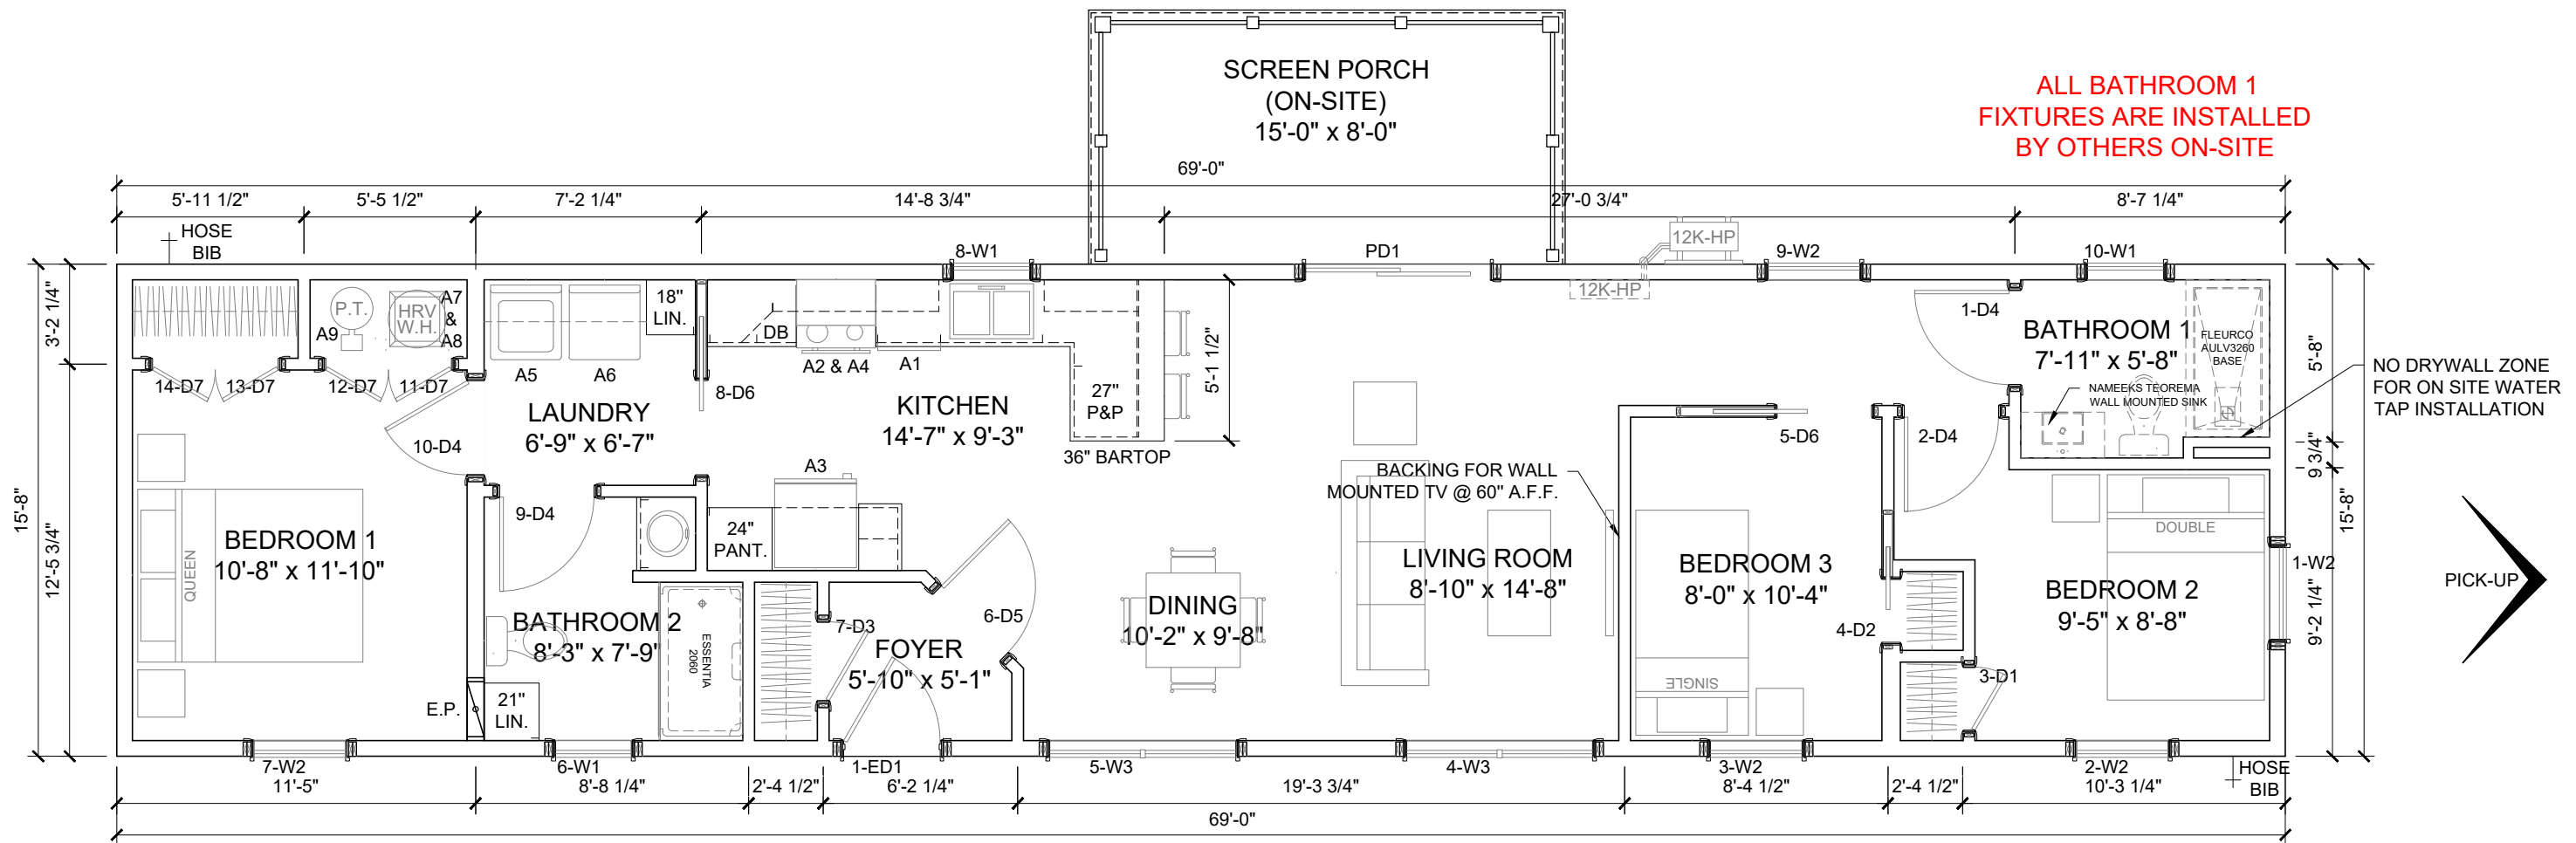 SCREEN PORCH
(ON-SITE)
15'-0" x 8'-0"
ALL BATHROOM 1
FIXTURES ARE INSTALLED
BY OTHERS ON-SITE
69'-0"
5'-11 1/2"
5'-5 1/2"
7'-2 1/4"
14'-8 3/4"
27'-0 3/4"
8'-7 1/4"
HOSE
BIB
8-W1
PD1
12K-HP
9-W2
10-W1
12K-HP
15'-8"
3'-2 1/4"
12'-5 3/4"
P.T.
A9
HRV
W.H.
A7
&
A8
18"
LIN.
DB
A5
A6
A2 & A4
A1
8-D6
27"
P&P
5'-1 1/2"
36" BARTOP
1-D4
BATHROOM 1
7'-11" x 5'-8"
FLEURCO
AULV3260
BASE
NAMEEKS TEOREMA
WALL MOUNTED SINK
5'-8"
9 3/4"
9'-2 1/4"
15'-8"
NO DRYWALL ZONE
FOR ON SITE WATER
TAP INSTALLATION
14-D7
13-D7
12-D7
11-D7
10-D4
LAUNDRY
6'-9" x 6'-7"
KITCHEN
14'-7" x 9'-3"
A3
5-D6
2-D4
BACKING FOR WALL
MOUNTED TV @ 60" A.F.F.
9-D4
24"
PANT.
BEDROOM 1
10'-8" x 11'-10"
QUEEN
LIVING ROOM
8'-10" x 14'-8"
BEDROOM 3
8'-0" x 10'-4"
SINGLE
DOUBLE
1-W2
BEDROOM 2
9'-5" x 8'-8"
PICK-UP
BATHROOM 2
8'-3" x 7'-9"
ESSENTIA
2060
7-D3
FOYER
5'-10" x 5'-1"
6-D5
DINING
10'-2" x 9'-8"
4-D2
3-D1
E.P.
21"
LIN.
7-W2
6-W1
1-ED1
5-W3
4-W3
3-W2
2-W2
HOSE
BIB
11'-5"
8'-8 1/4"
2'-4 1/2"
6'-2 1/4"
19'-3 3/4"
8'-4 1/2"
2'-4 1/2"
10'-3 1/4"
69'-0"